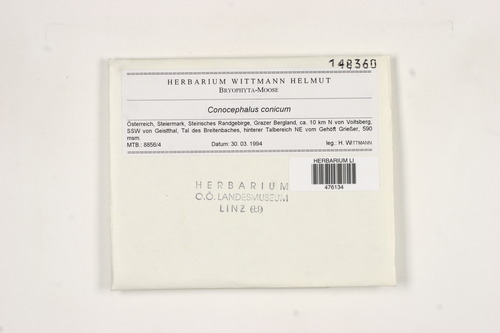 148360
HERBARIUM WITTMANN HELMUT
BRYOPHYTA-MOOSE
Conocephalus conicum
Österreich, Steiermark, Steirisches Randgebirge, Grazer Bergland, ca. 10 km N von Voitsberg,
SSW von Geistthal, Tal des Breitenbaches, hinterer Talbereich NE vom Gehöft Grießer, 590
msm.
MTB.: 8856/4 Datum: 30. 03. 1994 leg.: H. WITTMANN
HERBARIUM LI
476134
HERBARIUM
O.Ö. LANDESMUSEUM
LINZ